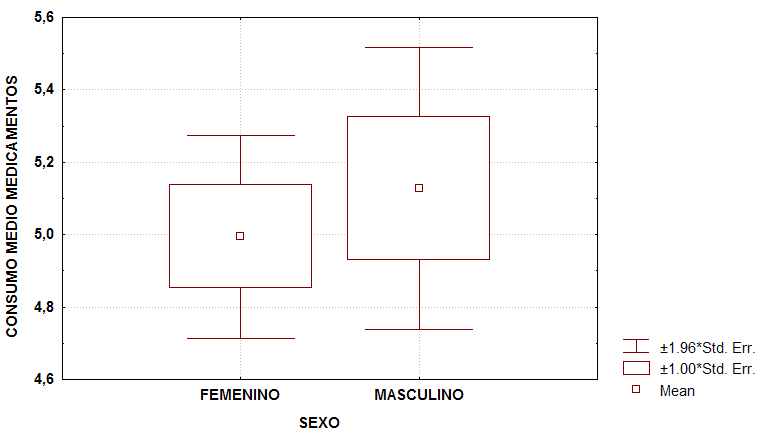 CONSUMO MEDIO MEDICAMENTOS
5,6
5,4
5,2
5,0
4,8
4,6
FEMENINO MASCULINO
SEXO
±1.96*Std. Err.
±1.00*Std. Err.
Mean